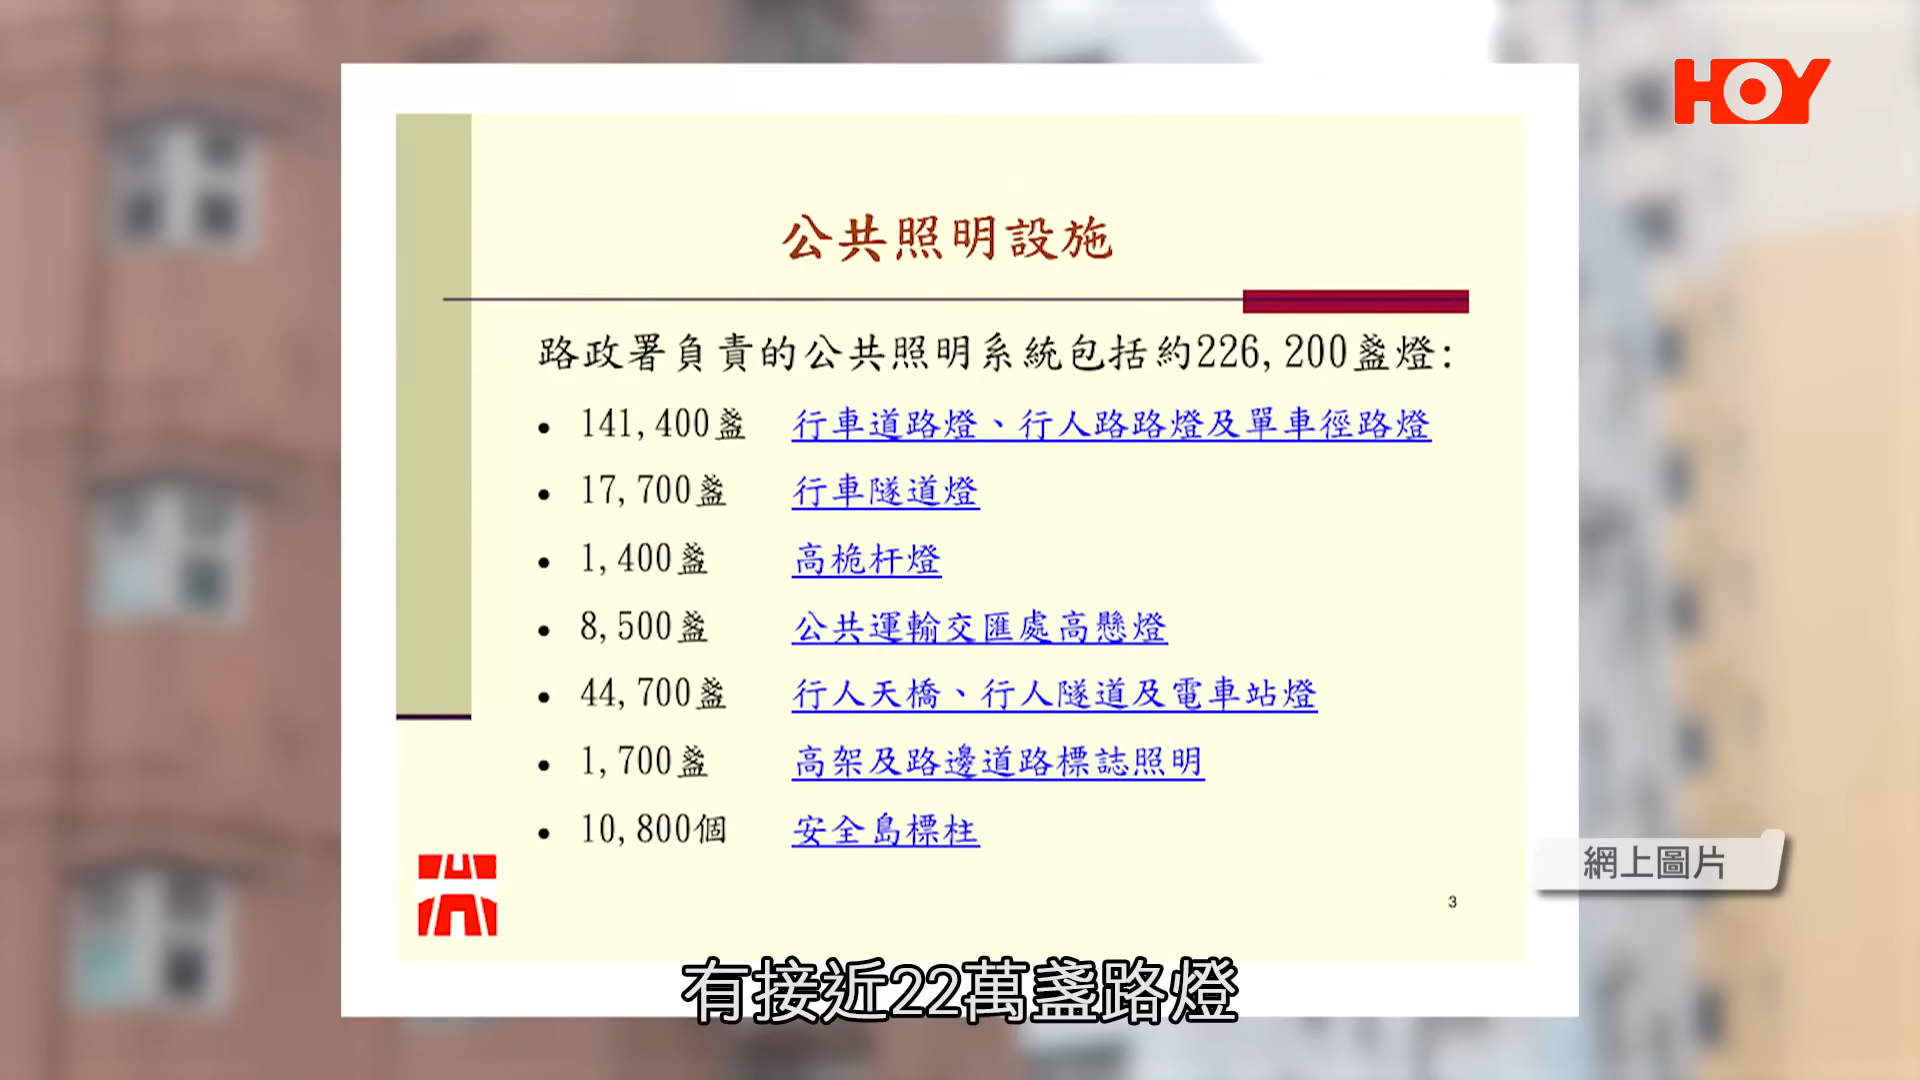 HOY
公共照明設施
路政署負責的公共照明系統包括約226,200盞燈:
• 141,400盞 行車道路燈、行人路路燈及單車徑路燈
• 17,700盞 行車隧道燈
• 1,400盞 高桅杆燈
• 8,500盞 公共運輸交匯處高懸燈
• 44,700盞 行人天橋、行人隧道及電車站燈
• 1,700盞 高架及路邊道路標誌照明
• 10,800個 安全島標柱
網上圖片
3
有接近22萬盞路燈